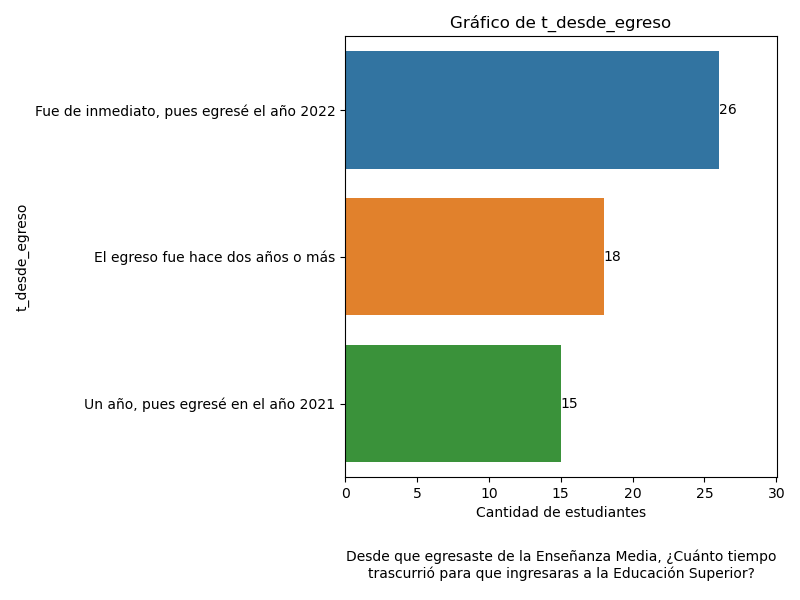 Gráfico de t_desde_egreso
t_desde_egreso
Fue de inmediato, pues egresé el año 2022
26
El egreso fue hace dos años o más
18
Un año, pues egresé en el año 2021
15
0 5 10 15 20 25 30
Cantidad de estudiantes
Desde que egresaste de la Enseñanza Media, ¿Cuánto tiempo
trascurrió para que ingresaras a la Educación Superior?